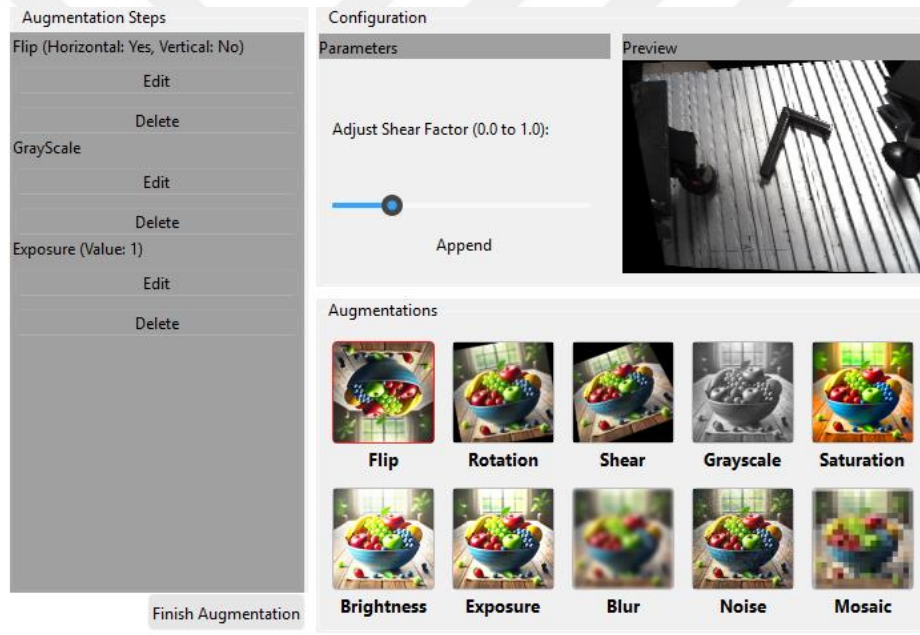 Augmentation Steps
Flip (Horizontal: Yes, Vertical: No)
Edit
Delete
GrayScale
Edit
Delete
Exposure (Value: 1)
Edit
Delete
Finish Augmentation
Configuration
Parameters
Adjust Shear Factor (0.0 to 1.0):
Append
Preview
Augmentations
Flip Rotation Shear Grayscale Saturation
Brightness Exposure Blur Noise Mosaic